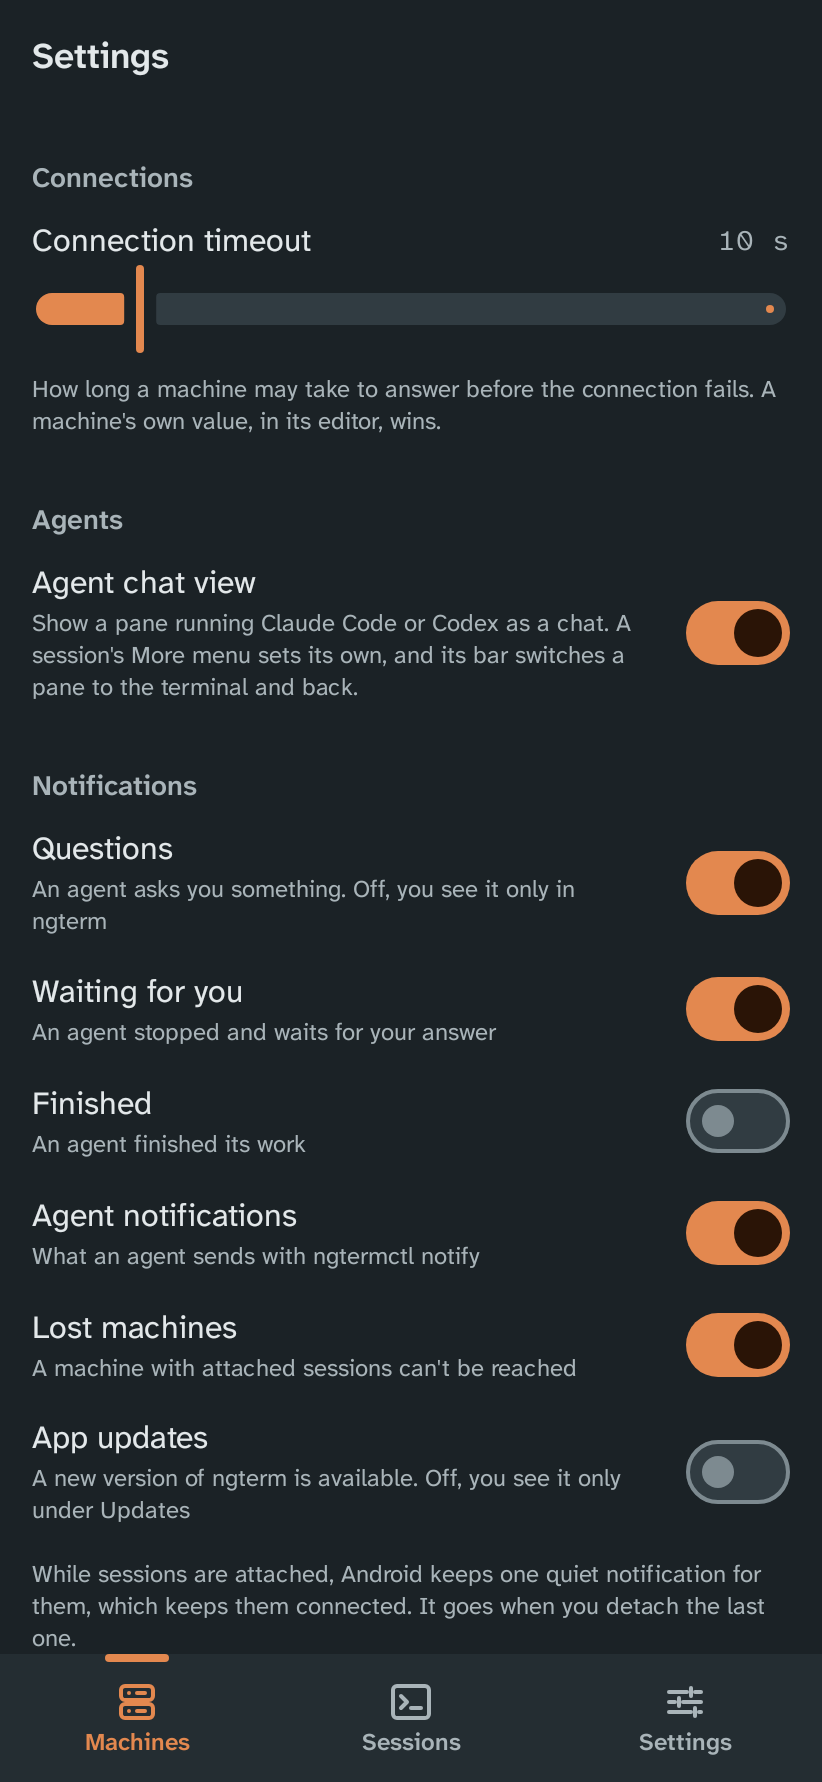 Settings
Connections
Connection timeout
10 s
How long a machine may take to answer before the connection fails. A
machine's own value, in its editor, wins.
Agents
Agent chat view
Show a pane running Claude Code or Codex as a chat. A
session's More menu sets its own, and its bar switches a
pane to the terminal and back.
Notifications
Questions
An agent asks you something. Off, you see it only in
ngterm
Waiting for you
An agent stopped and waits for your answer
Finished
An agent finished its work
Agent notifications
What an agent sends with ngtermctl notify
Lost machines
A machine with attached sessions can't be reached
App updates
A new version of ngterm is available. Off, you see it only
under Updates
While sessions are attached, Android keeps one quiet notification for
them, which keeps them connected. It goes when you detach the last
one.
Machines
Sessions
Settings